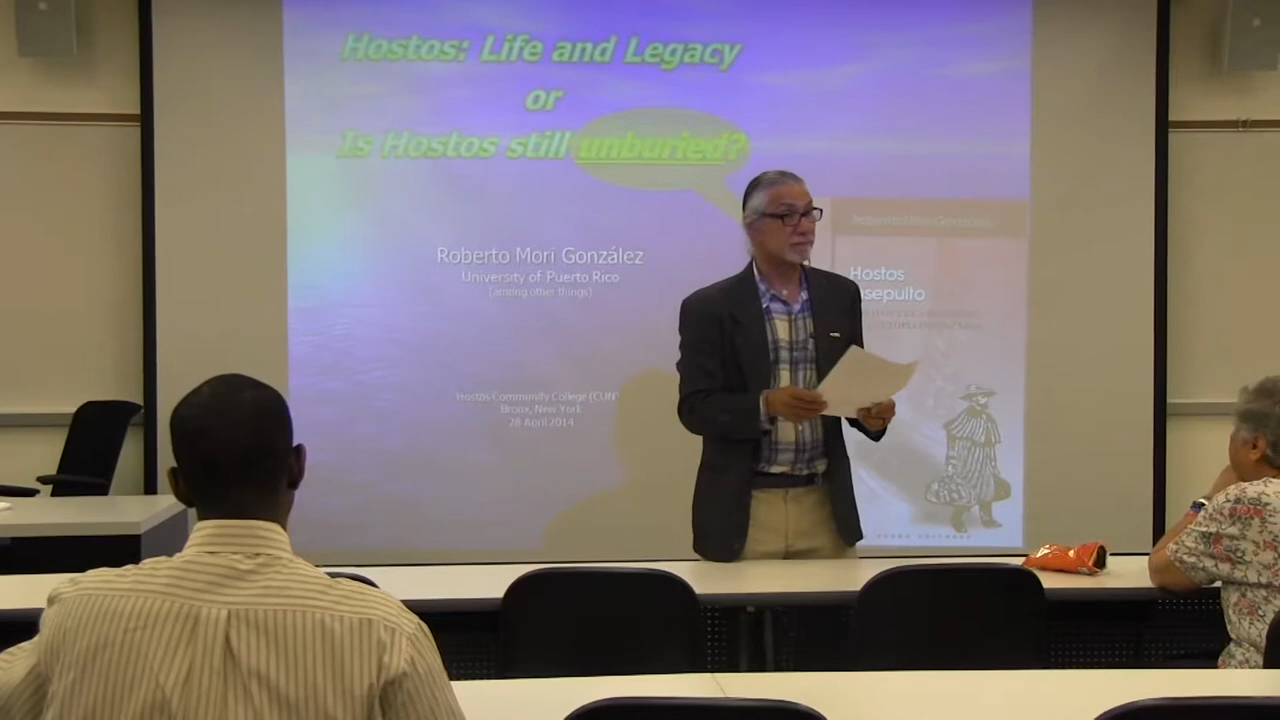 Hostos: Life and Legacy
or
Is Hostos still unburied?
Roberto Mori González
University of Puerto Rico
(among other things)
Hostos Community College (CUNY
Bronx, New York
28 April 2014
Hostos
nsepulto